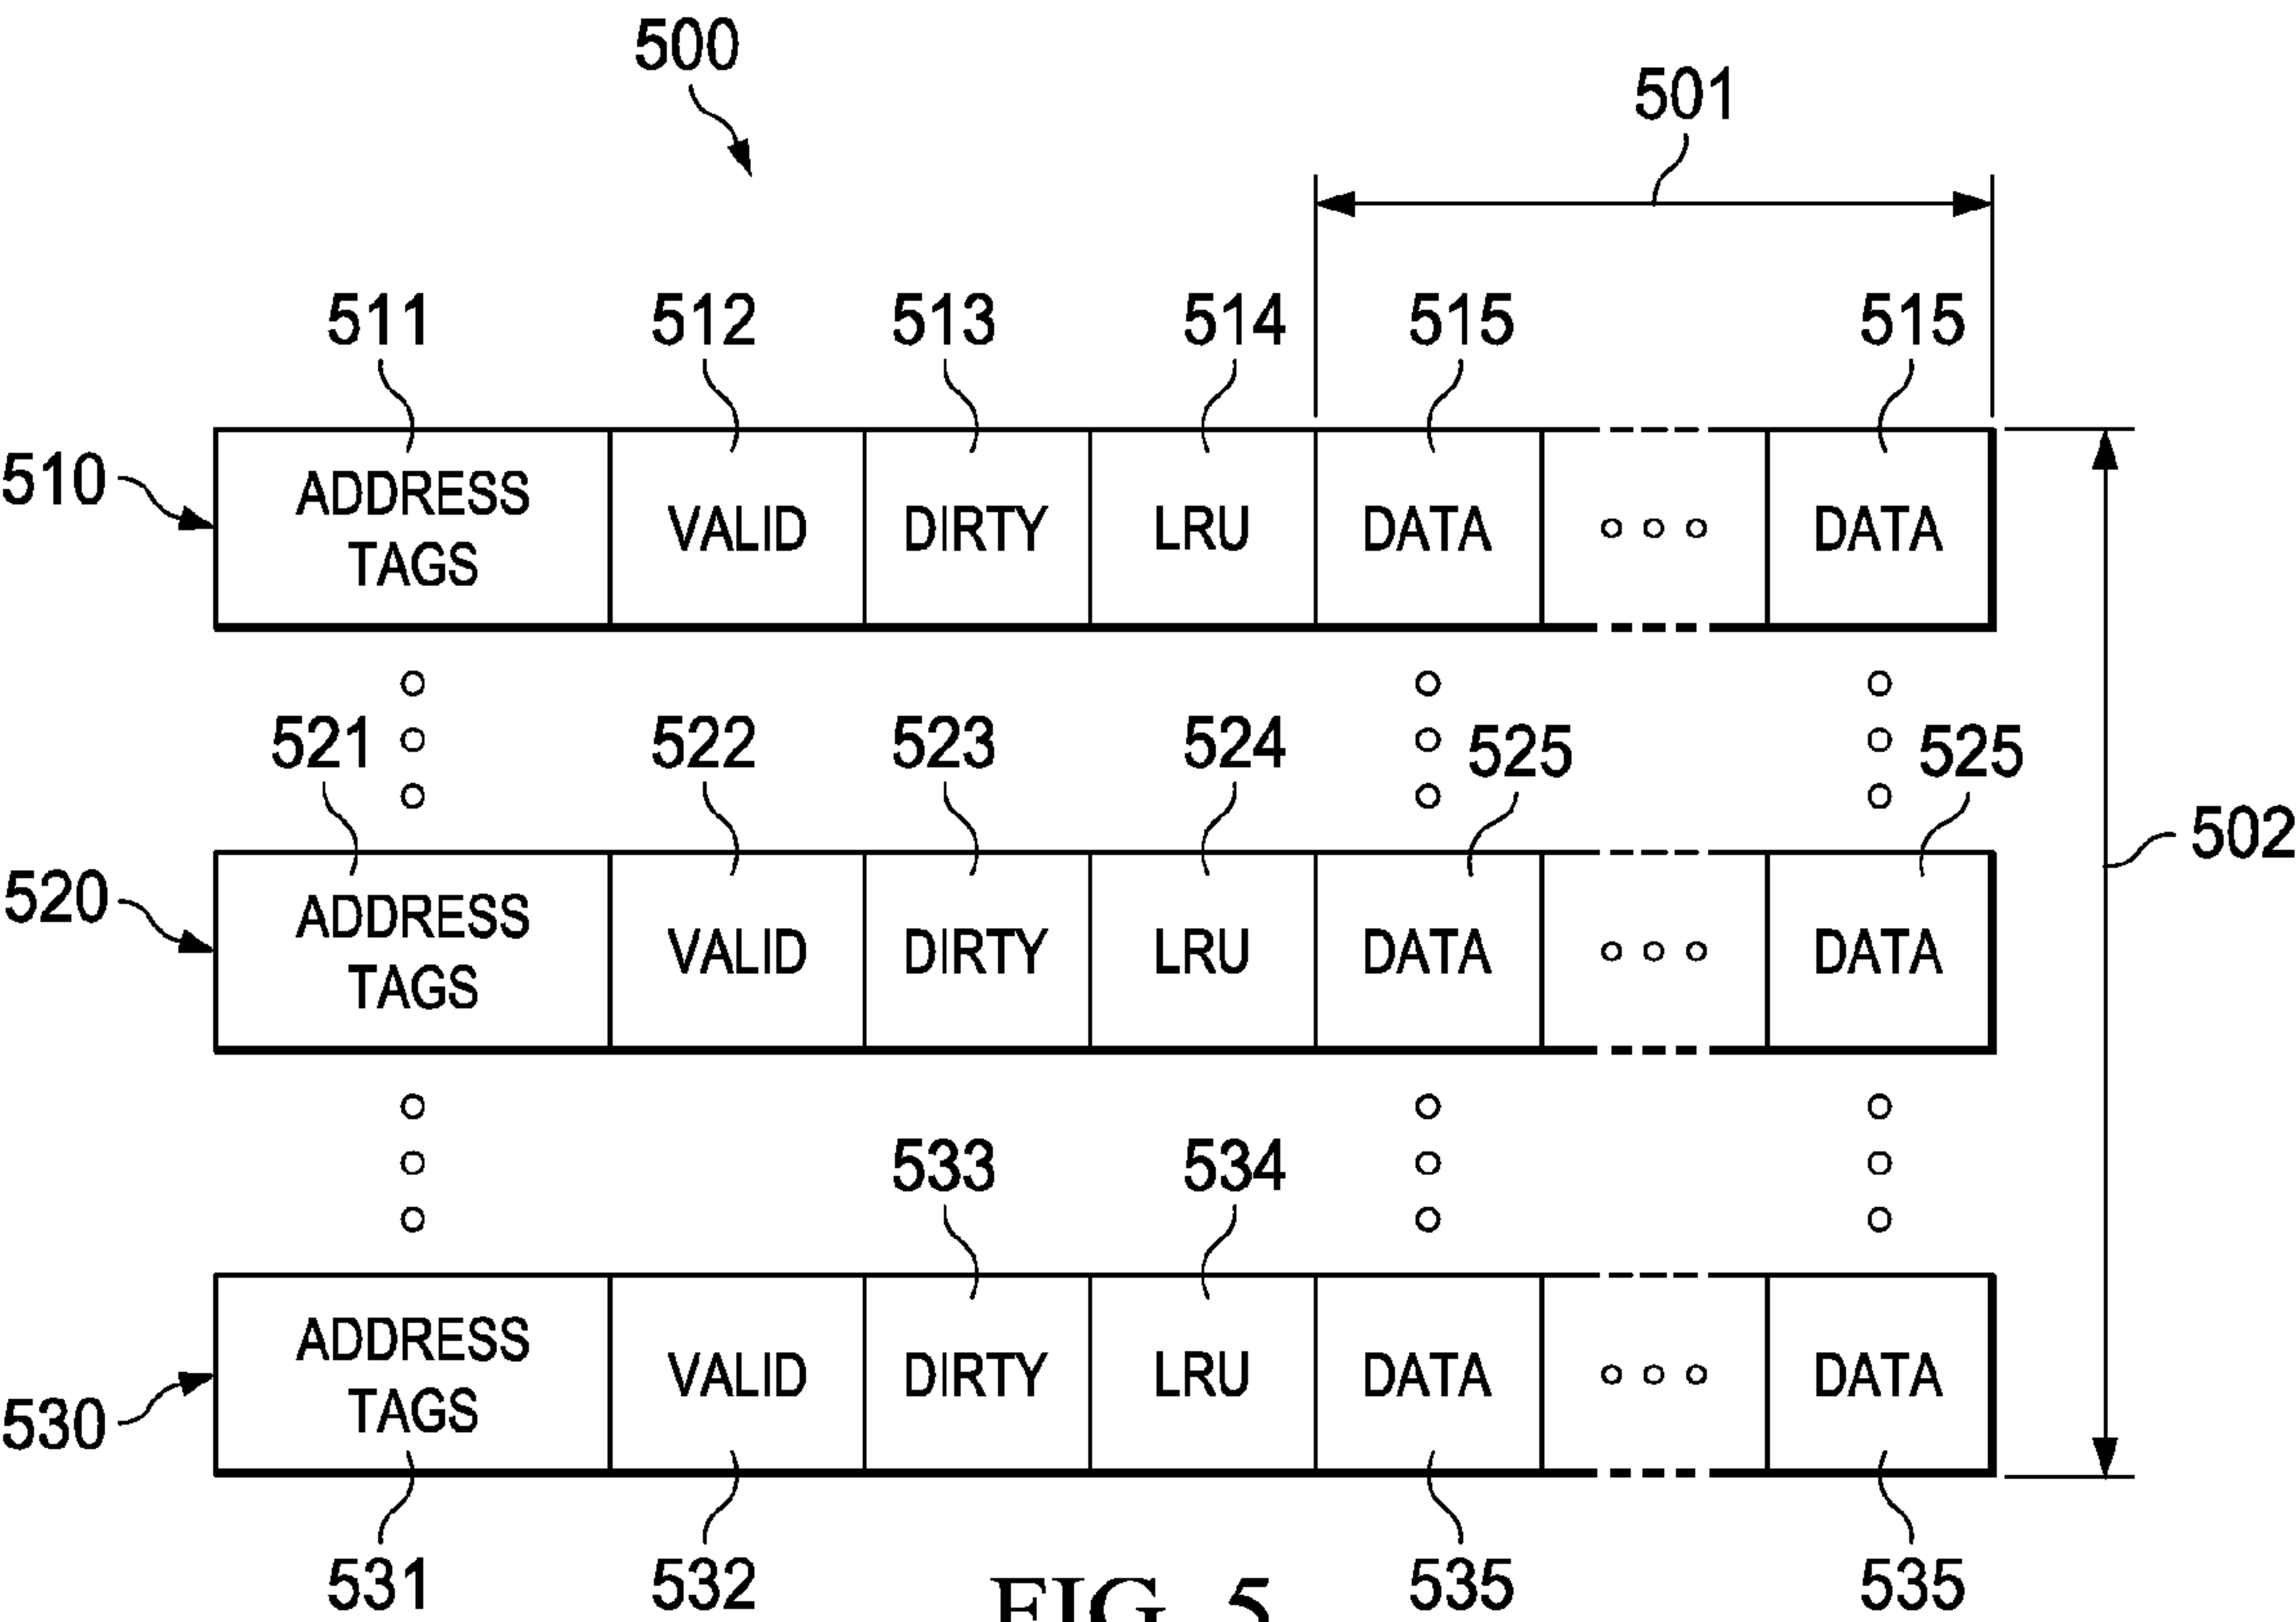 500
501
511 512 513 514 515 515
510
ADDRESS TAGS VALID DIRTY LRU DATA DATA
521 522 523 524 525 525
502
520
ADDRESS TAGS VALID DIRTY LRU DATA DATA
533 534
530
ADDRESS TAGS VALID DIRTY LRU DATA DATA
531 532 535 535
FIG. 5